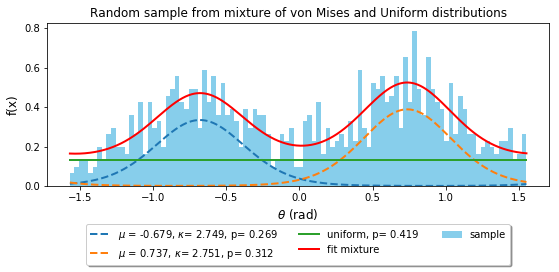 Random sample from mixture of von Mises and Uniform distributions
f(x)
0.8
0.6
0.4
0.2
0.0
−1.5 −1.0 −0.5 0.0 0.5 1.0 1.5
θ (rad)
μ = -0.679, κ= 2.749, p= 0.269 uniform, p= 0.419 sample
μ = 0.737, κ= 2.751, p= 0.312 fit mixture